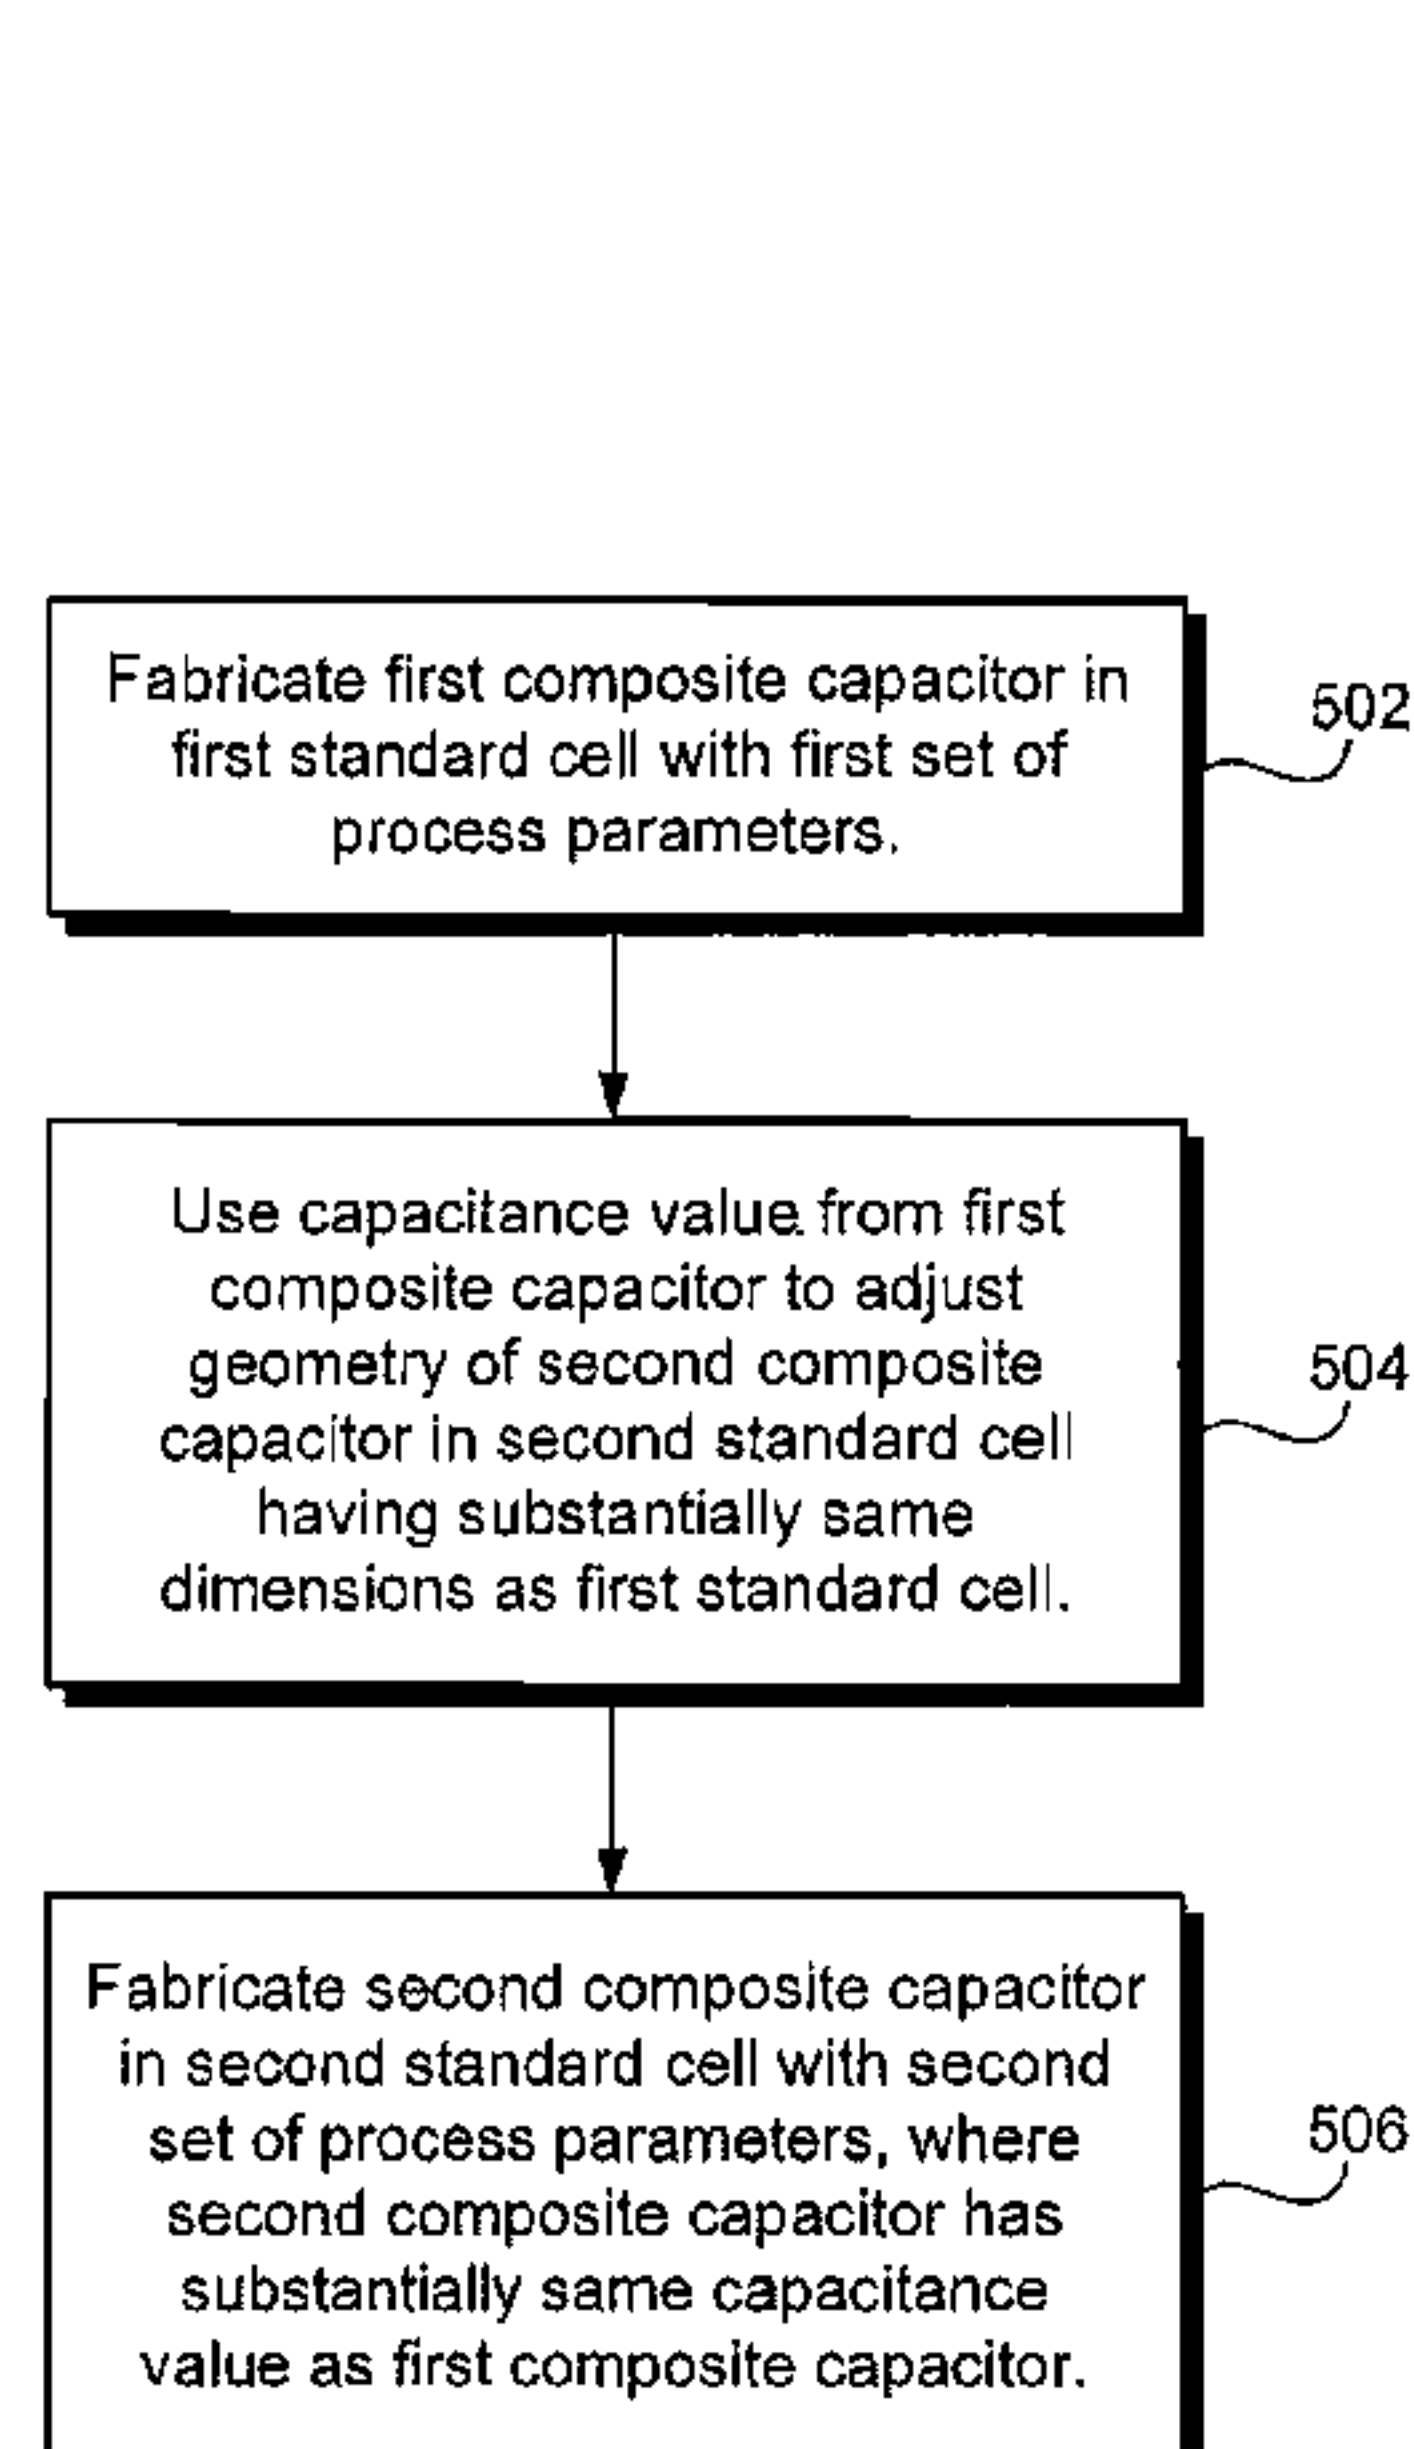 Fabricate first composite capacitor in
first standard cell with first set of
process parameters.
502
Use capacitance value from first
composite capacitor to adjust
geometry of second composite
capacitor in second standard cell
having substantially same
dimensions as first standard cell.
504
Fabricate second composite capacitor
in second standard cell with second
set of process parameters, where
second composite capacitor has
substantially same capacitance
value as first composite capacitor.
506